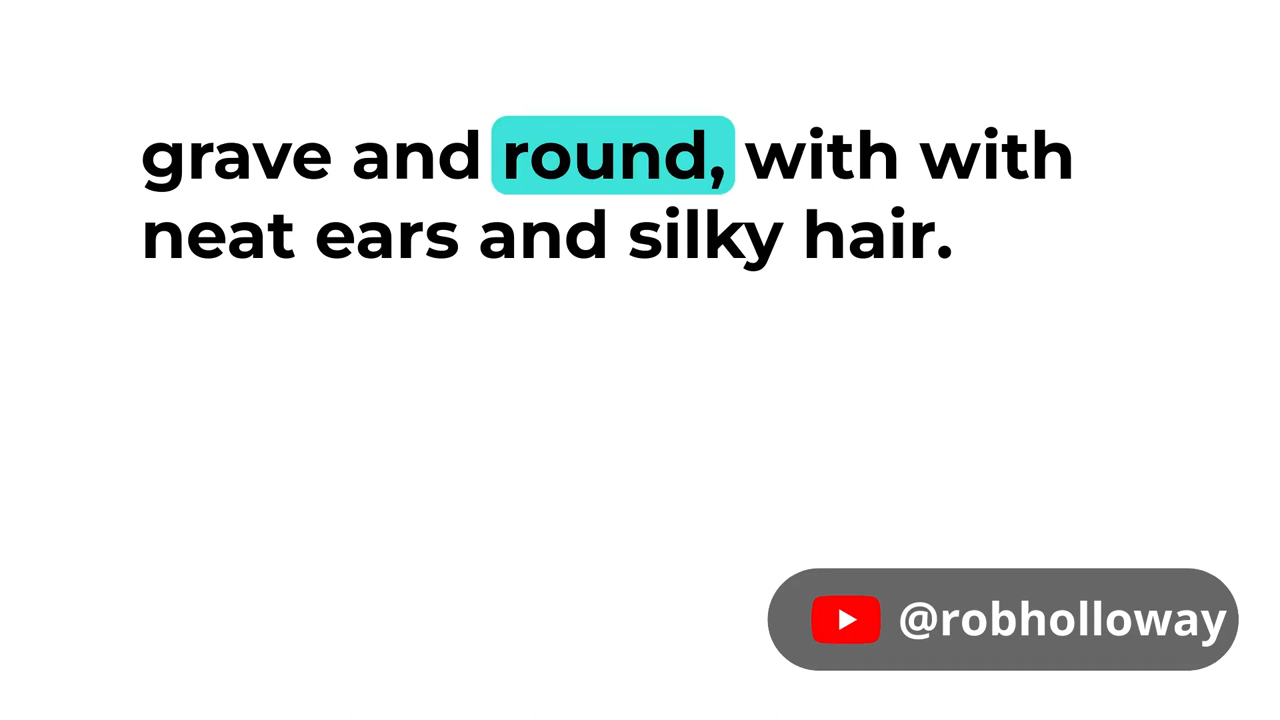 grave and round, with with
neat ears and silky hair.
@robholloway